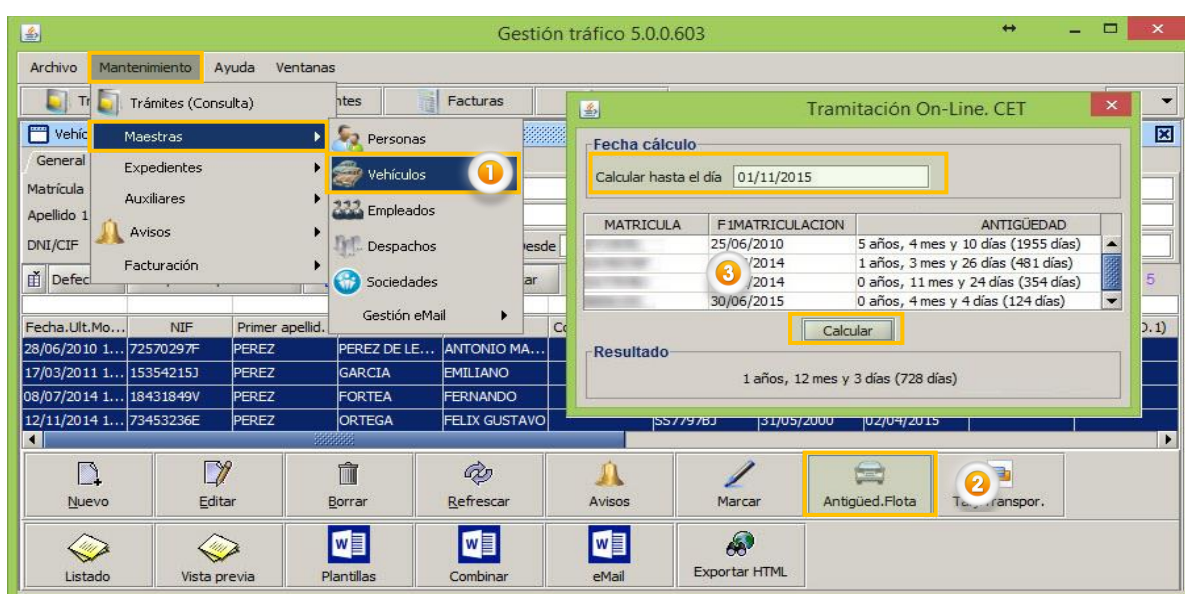 Gestión tráfico 5.0.0.603
Archivo Mantenimiento Ayuda Ventanas
Trámites (Consulta)
Facturas
Maestras
Expedientes
Auxiliares
Avisos
Facturación
Personas
Vehículos 1
Empleados
Despachos
Sociedades
Gestión eMail
General
Matrícula
Apellido 1
DNI/CIF
Defec
5
Tramitación On-Line. CET
Fecha cálculo
Calcular hasta el día 01/11/2015
MATRICULA F1MATRICULACION ANTIGÜEDAD
25/06/2010 5 años, 4 mes y 10 días (1955 días)
/2014 1 años, 3 mes y 26 días (481 días)
3 /2014 0 años, 11 mes y 24 días (354 días)
30/06/2015 0 años, 4 mes y 4 días (124 días)
Calcular
Resultado
1 años, 12 mes y 3 días (728 días)
Fecha.Ult.Mo... NIF Primer apellid.
28/06/2010 1... 72570297F PEREZ PEREZ DE LE... ANTONIO MA...
17/03/2011 1... 15354215J PEREZ GARCIA EMILIANO
08/07/2014 1... 18431849V PEREZ FORTEA FERNANDO
12/11/2014 1... 73453236E PEREZ ORTEGA FELIX GUSTAVO SS7797BJ 31/05/2000 02/04/2015
Nuevo Editar Borrar Refrescar Avisos Marcar Antigüed.Flota 2
Listado Vista previa Plantillas Combinar eMail Exportar HTML